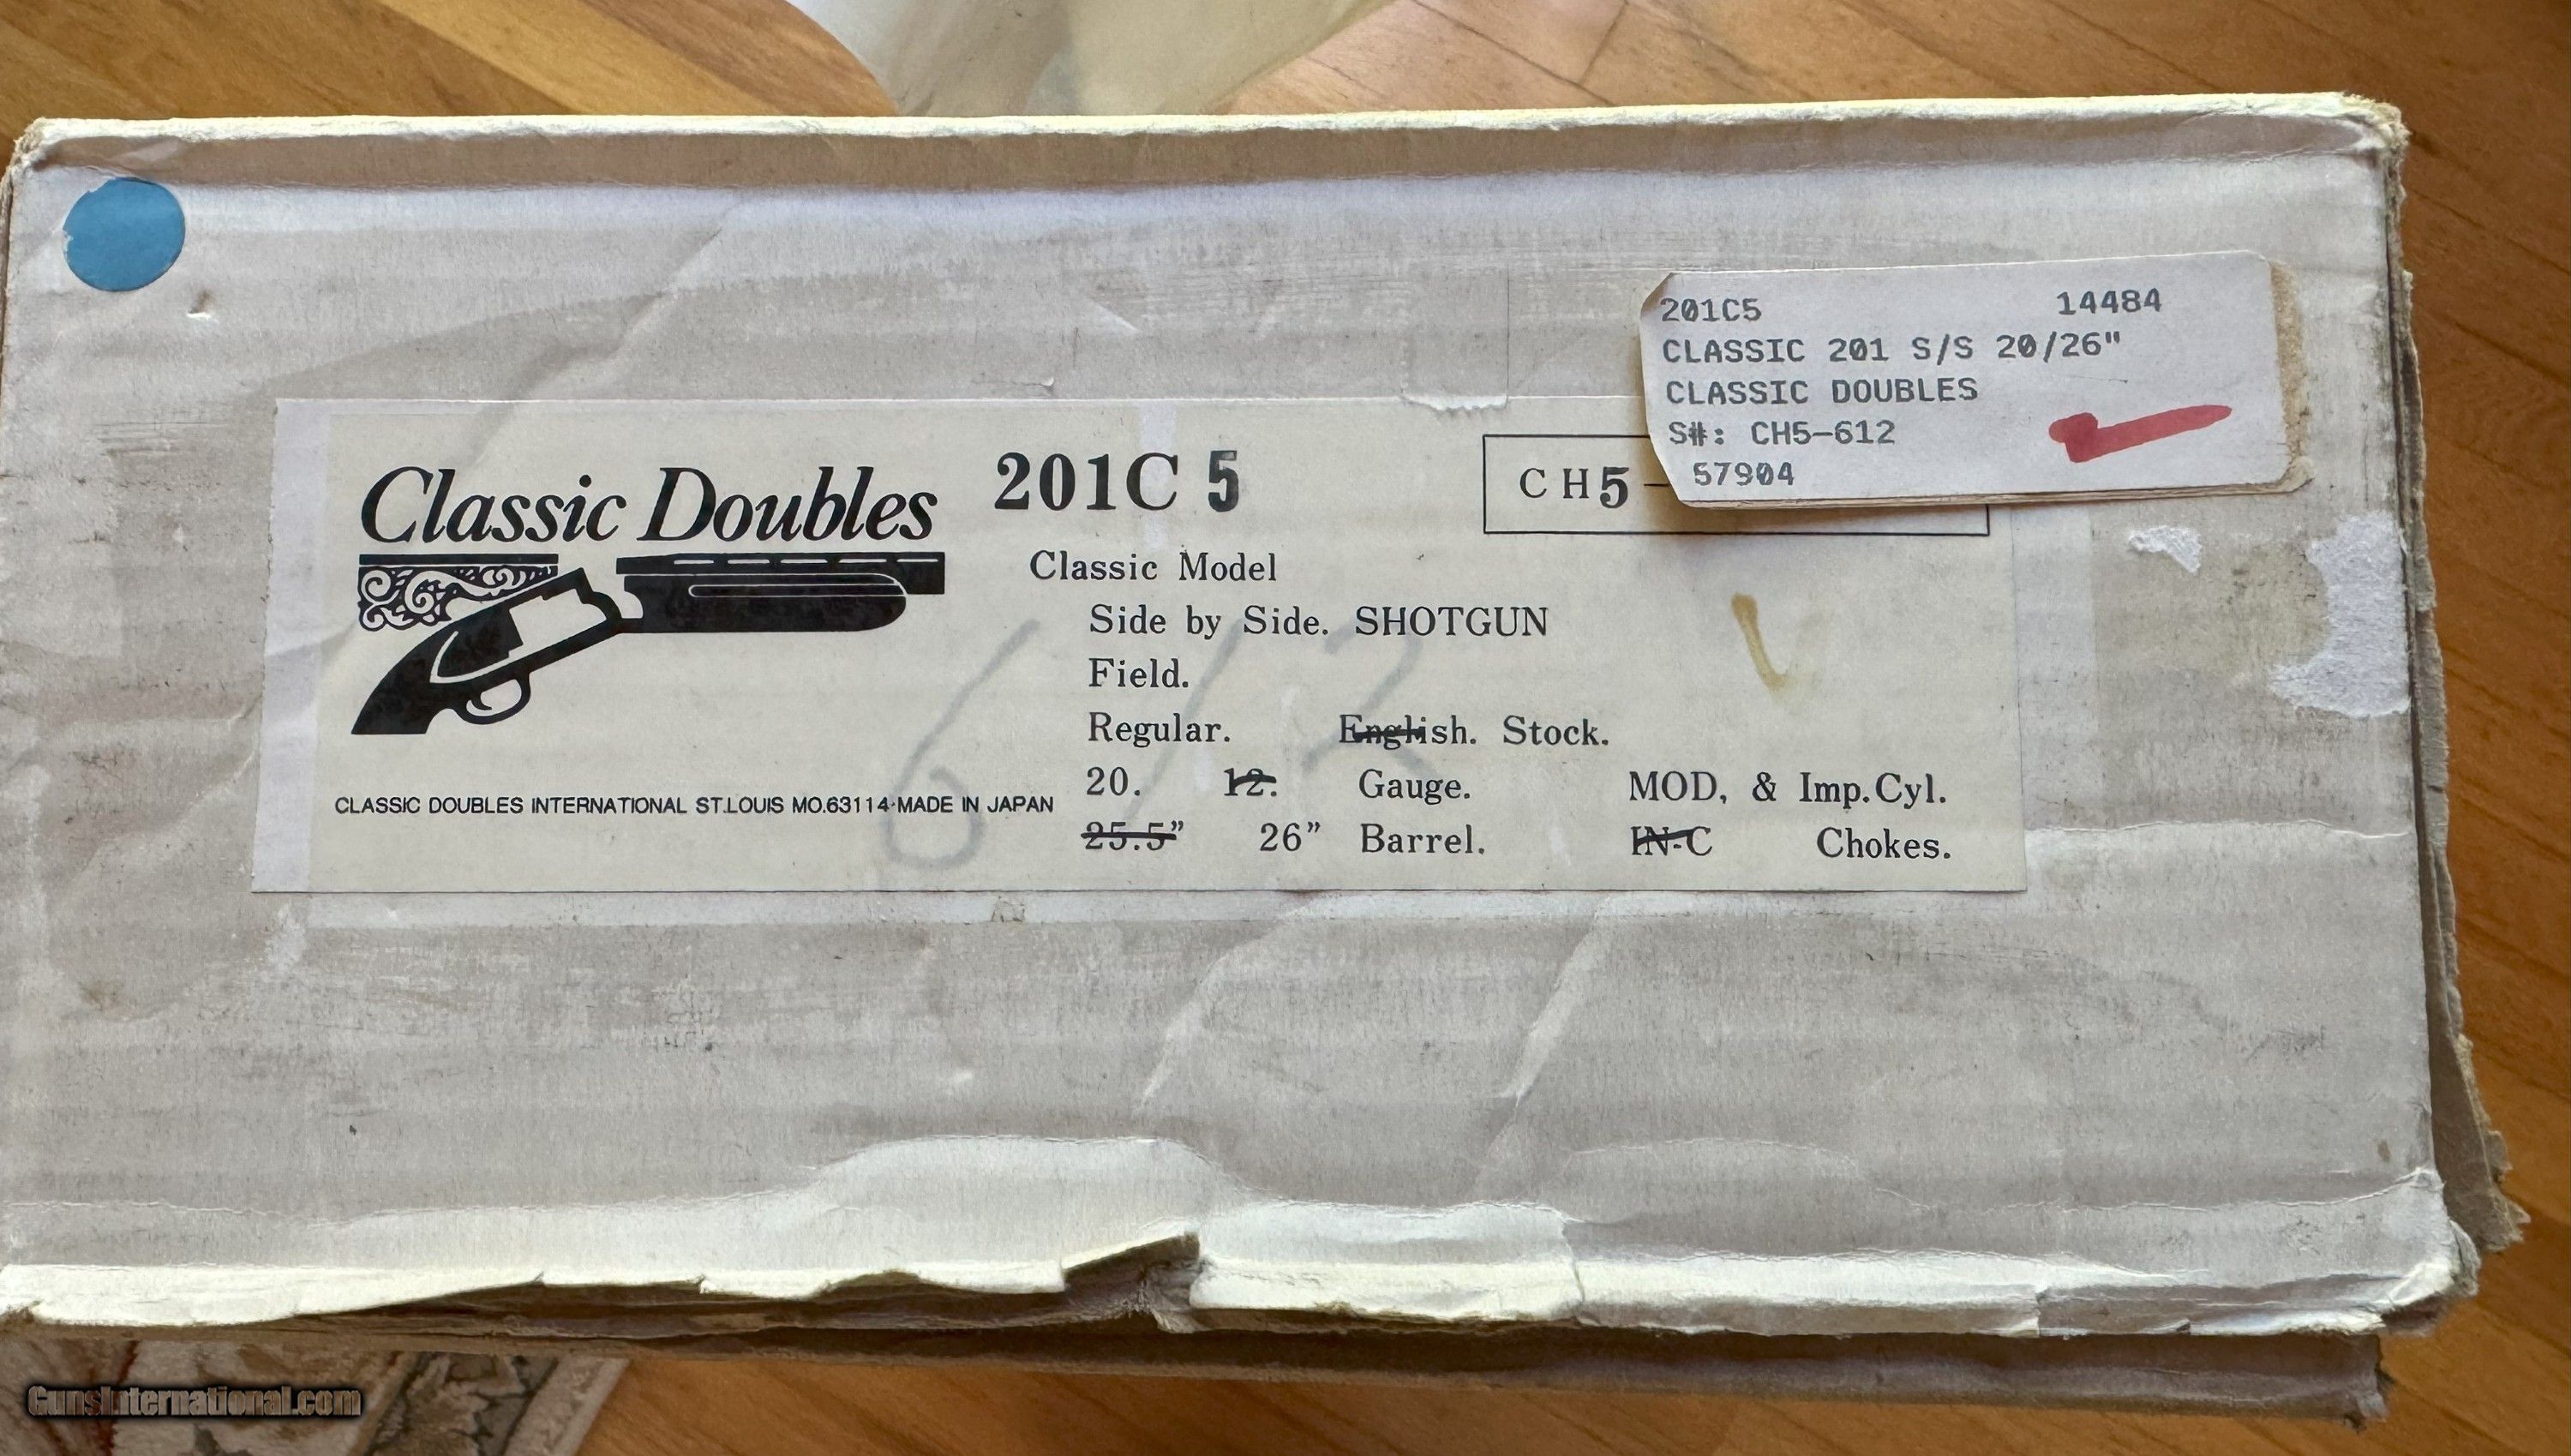 201C5 14484
CLASSIC 201 S/S 20/26"
CLASSIC DOUBLES
S#: CH5-612
57904
Classic Doubles
201C 5
CH5-
Classic Model
Side by Side. SHOTGUN
Field.
Regular. English. Stock.
20. 12. Gauge. MOD, & Imp.Cyl.
25.5” 26” Barrel. IN-C Chokes.
612
CLASSIC DOUBLES INTERNATIONAL ST.LOUIS MO.63114·MADE IN JAPAN
GunsInternational.com